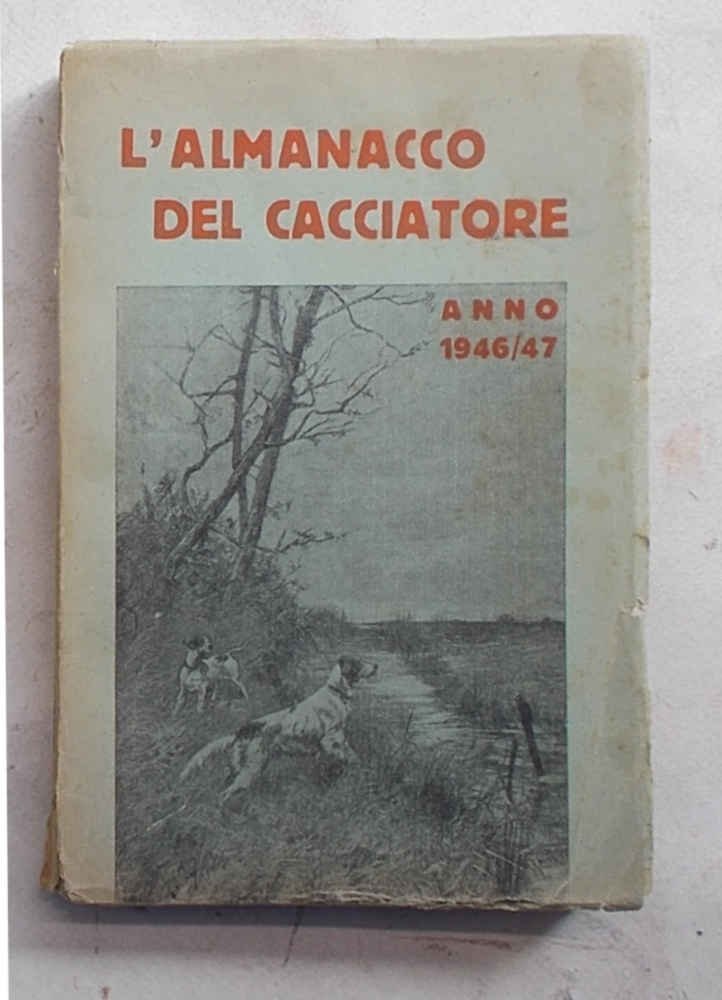 L'ALMANACCO
DEL CACCIATORE
ANNO
1946/47